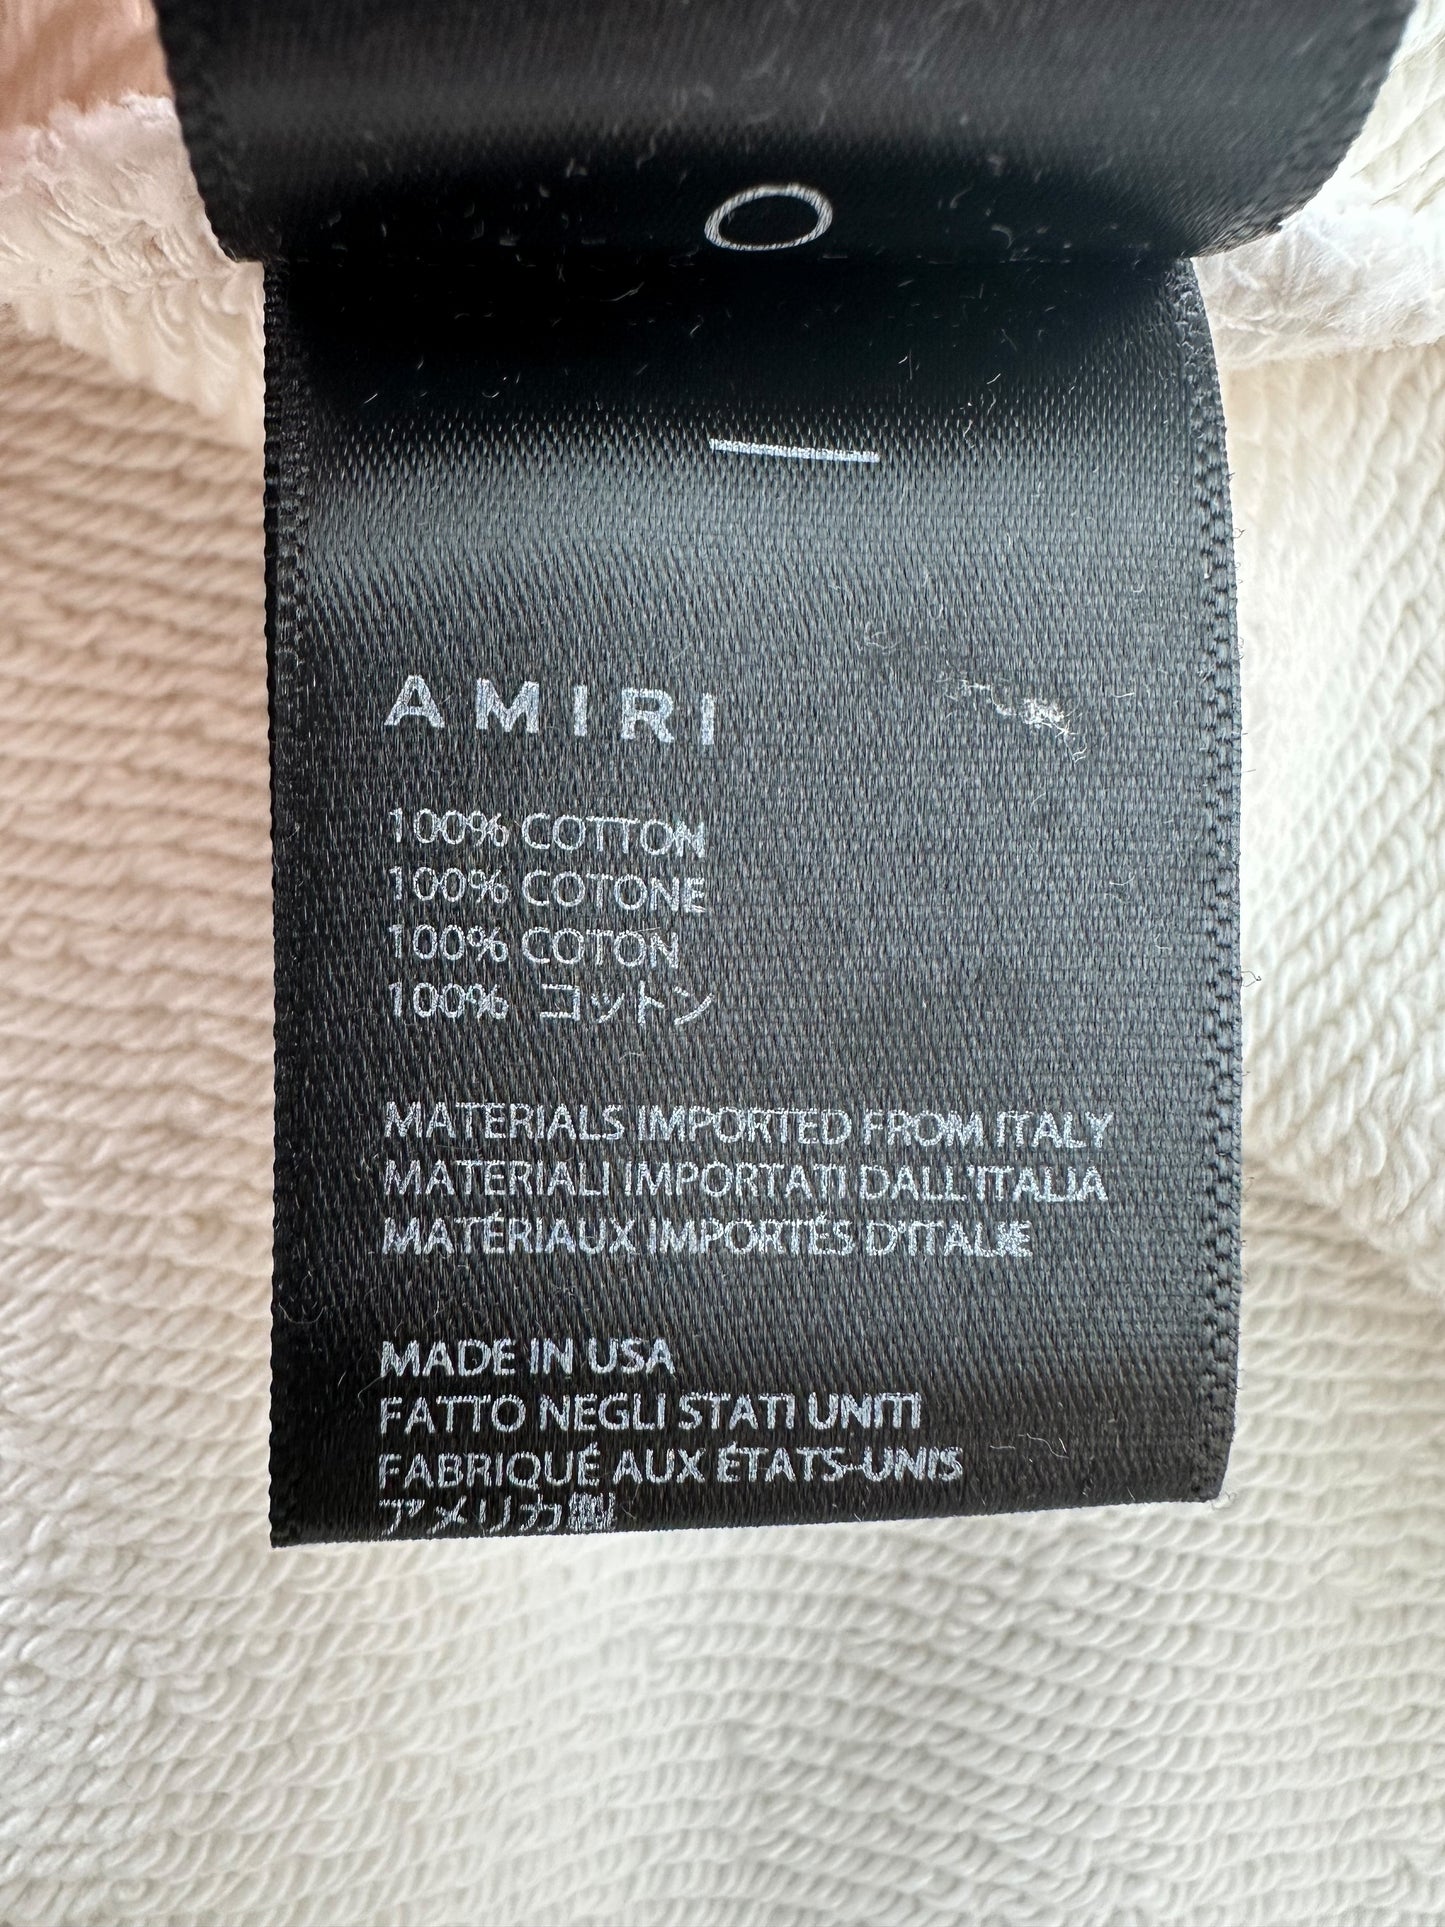 AMIRI
100% COTTON
100% COTONE
100% COTON
100% コットン
MATERIALS IMPORTED FROM ITALY
MATERIALI IMPORTATI DALL'ITALIA
MATÉRIAUX IMPORTÉS D'ITALIE
MADE IN USA
FATTO NEGLI STATI UNITI
FABRIQUÉ AUX ÉTATS-UNIS
アメリカ製